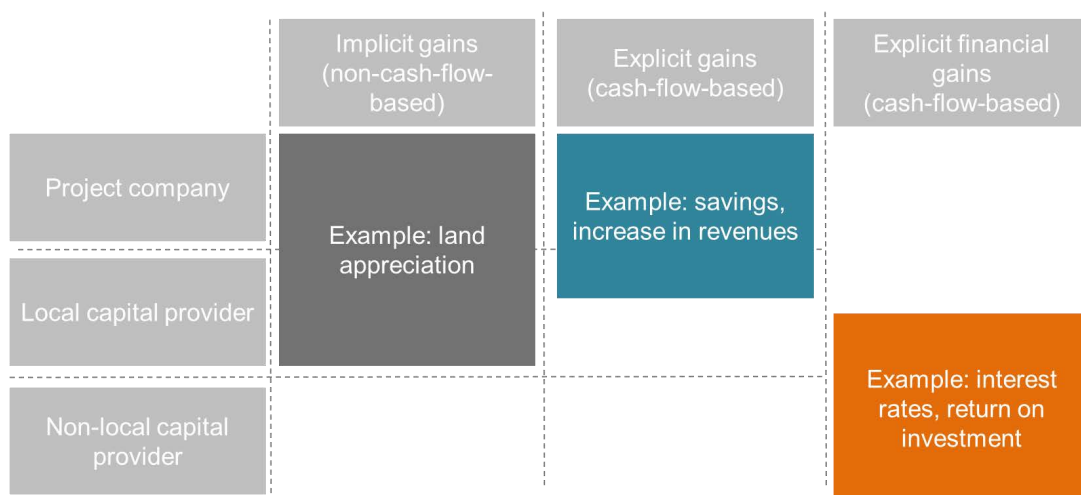 Implicit gains
(non-cash-flow-
based)
Explicit gains
(cash-flow-based)
Explicit financial
gains
(cash-flow-based)
Project company
Example: land
appreciation
Example: savings,
increase in revenues
Local capital provider
Non-local capital
provider
Example: interest
rates, return on
investment